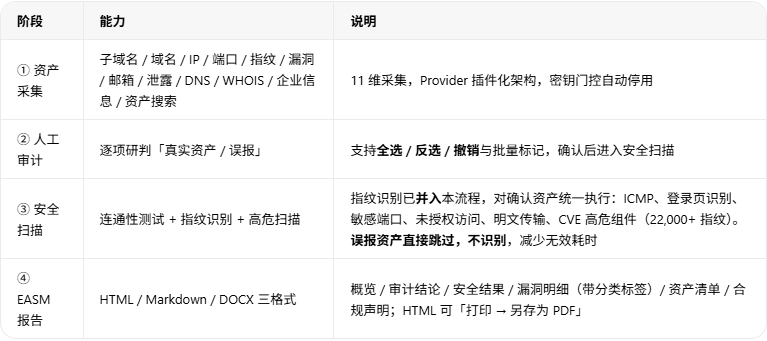 阶段 能力 说明
① 资产
采集
子域名 / 域名 / IP / 端口 / 指纹 / 漏洞
/ 邮箱 / 泄露 / DNS / WHOIS / 企业信
息 / 资产搜索
11 维采集，Provider 插件化架构，密钥门控自动停用
② 人工
审计
逐项研判「真实资产 / 误报」
支持全选 / 反选 / 撤销与批量标记，确认后进入安全扫描
③ 安全
扫描
连通性测试 + 指纹识别 + 高危扫描
指纹识别已并入本流程，对确认资产统一执行：ICMP、登录页识别、
敏感端口、未授权访问、明文传输、CVE 高危组件（22,000+ 指纹）。
误报资产直接跳过，不识别，减少无效耗时
④
EASM
报告
HTML / Markdown / DOCX 三格式
概览 / 审计结论 / 安全结果 / 漏洞明细（带分类标签）/ 资产清单 / 合
规声明；HTML 可「打印 → 另存为 PDF」